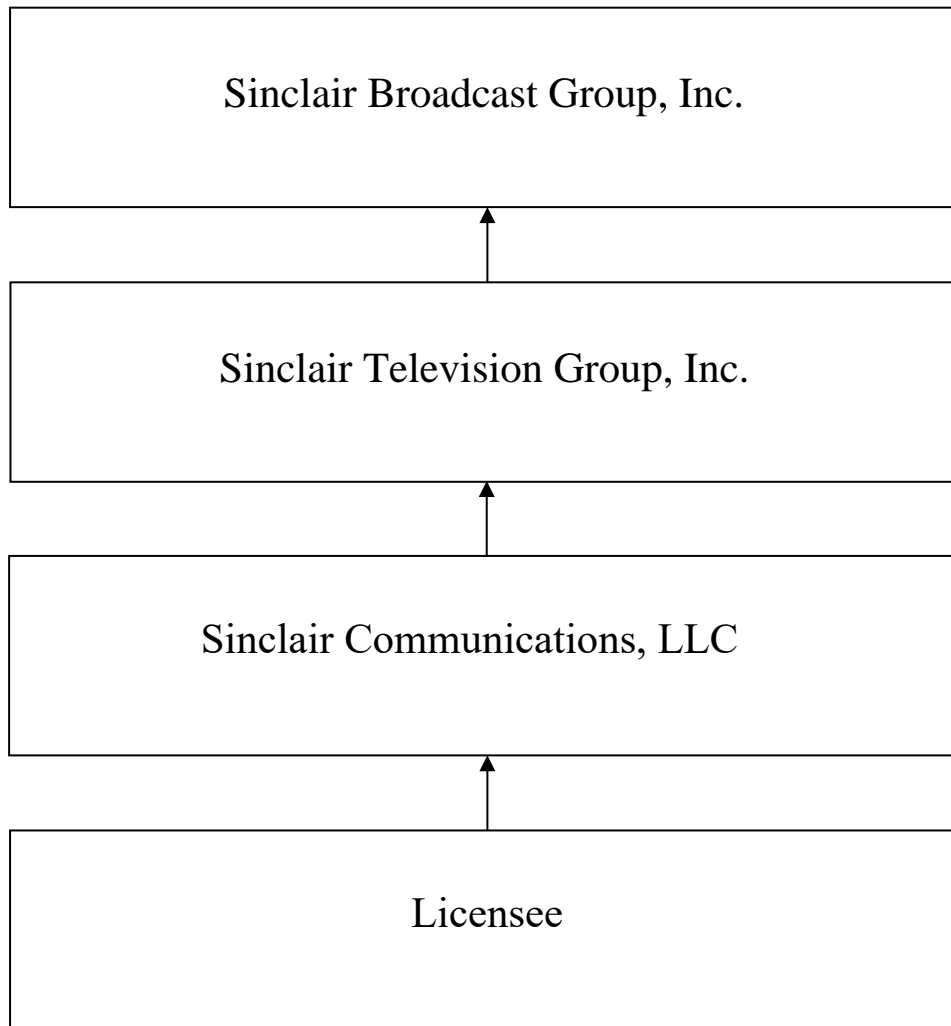 Sinclair Broadcast Group, Inc.
Sinclair Television Group, Inc.
Sinclair Communications, LLC
Licensee